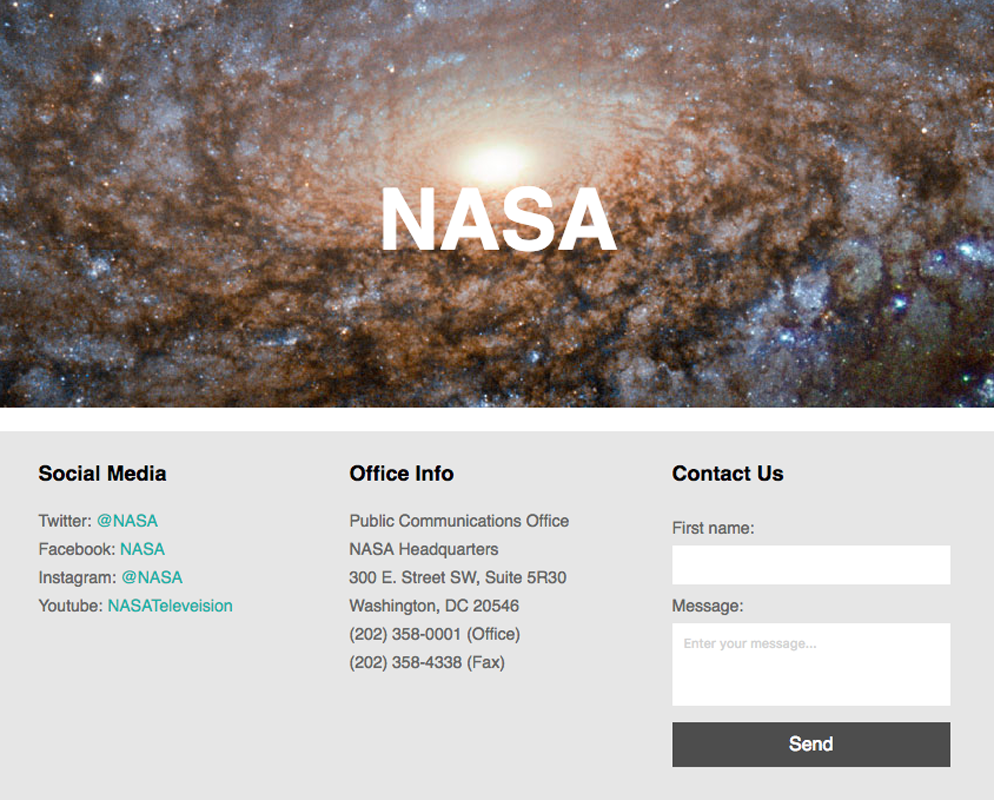 NASA
Social Media
Twitter: @NASA
Facebook: NASA
Instagram: @NASA
Youtube: NASATeleveision
Office Info
Public Communications Office
NASA Headquarters
300 E. Street SW, Suite 5R30
Washington, DC 20546
(202) 358-0001 (Office)
(202) 358-4338 (Fax)
Contact Us
First name:
Message:
Enter your message...
Send